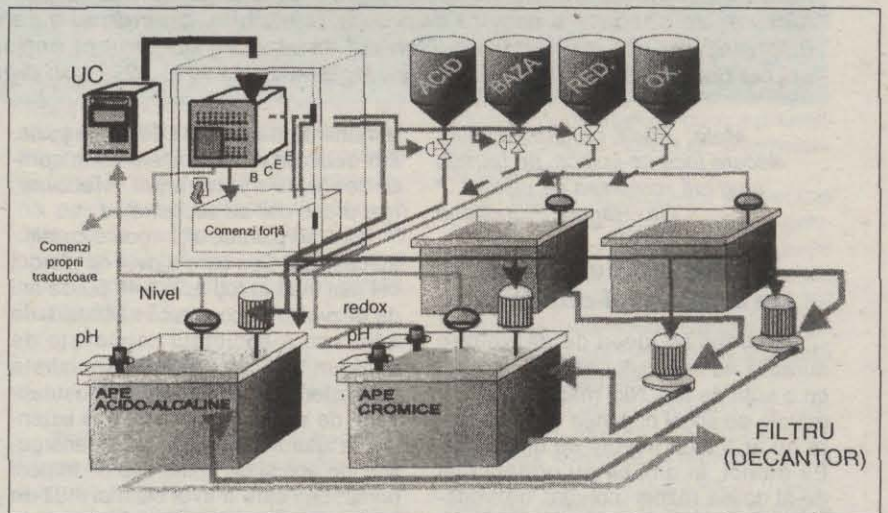 UC
ACID
BAZA
RED.
OX.
B C E E
Comenzi forţă
Comenzi
proprii
traductoare
Nivel
redox
pH
pH
APE
ACIDO-ALCALINE
APE
CROMICE
FILTRU
(DECANTOR)